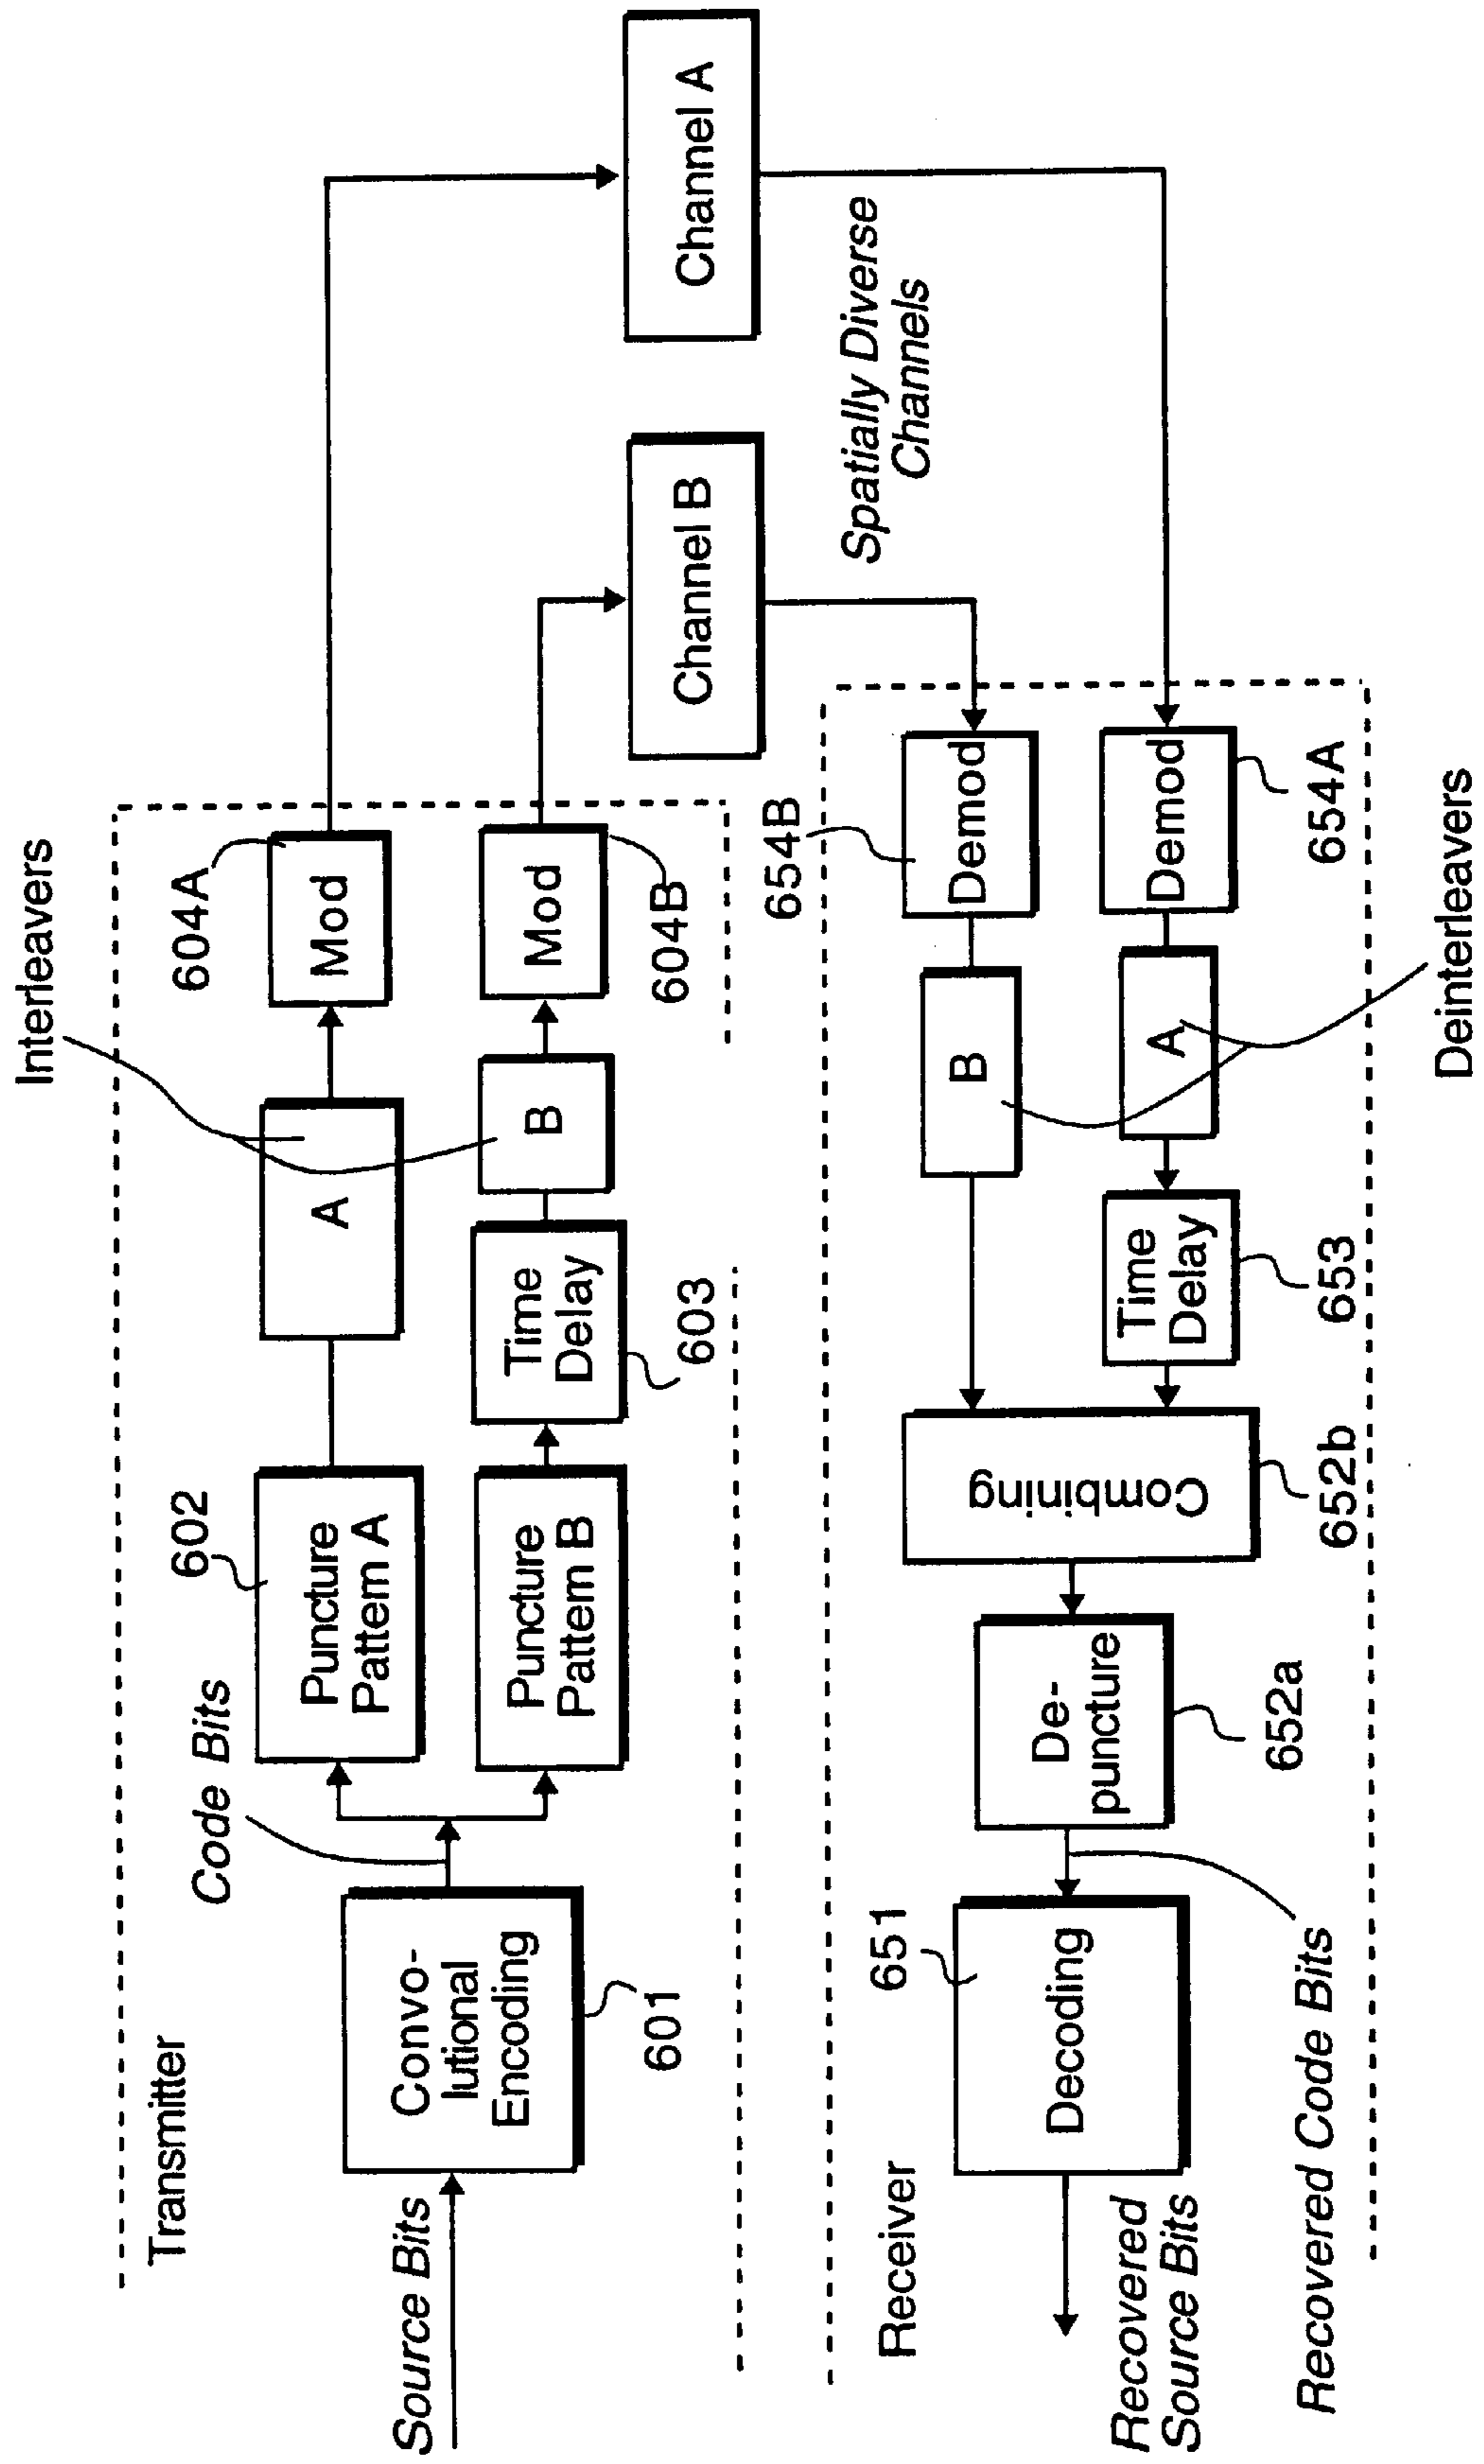 Transmitter
Source Bits
Convo-
lutional
Encoding
601
Code Bits
602
Puncture
Pattem A
Puncture
Pattem B
Time
Delay
603
Interleavers
A
B
604A
Mod
Mod
604B
Channel A
Channel B
Spatially Diverse
Channels
Receiver
Recovered
Source Bits
651
Decoding
Recovered Code Bits
De-
puncture
652a
Combining
652b
Time
Delay
653
B
A
Deinterleavers
654B
Demod
Demod
654A